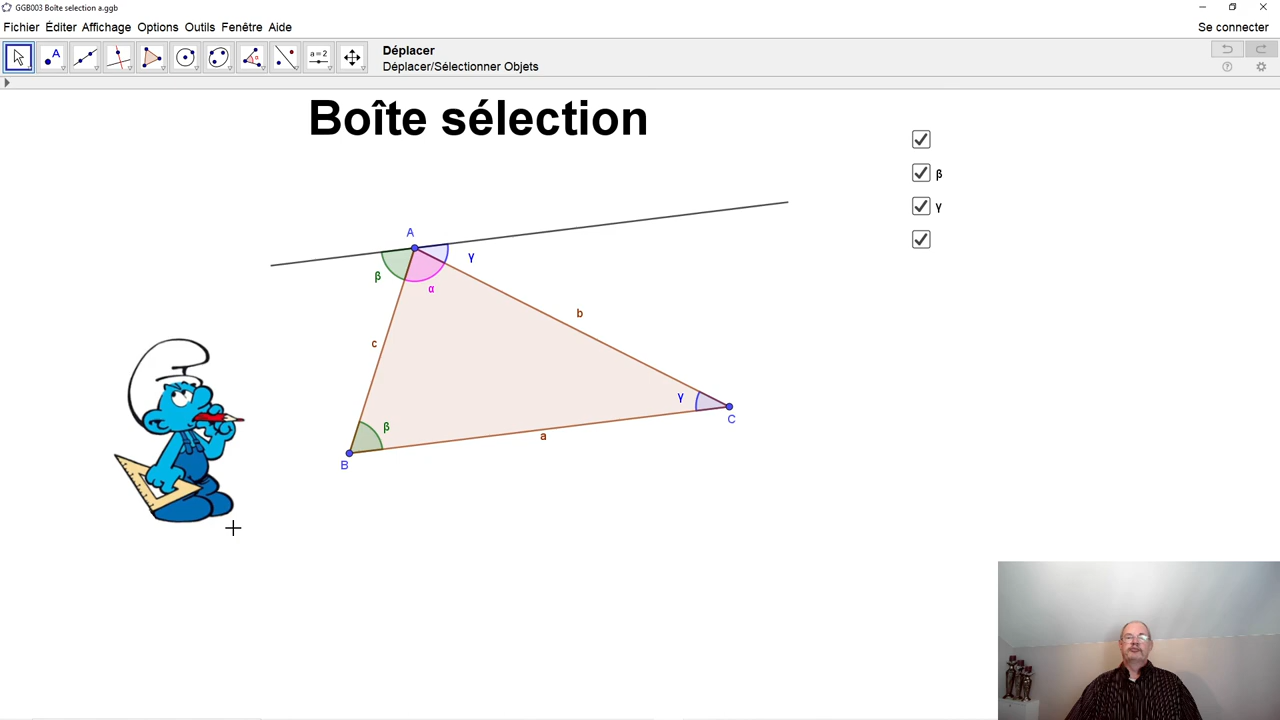 GGB003 Boîte selection a.ggb
Fichier Éditer Affichage Options Outils Fenêtre Aide
Se connecter
A
a=2
Déplacer
Déplacer/Sélectionner Objets
Boîte sélection
β
γ
A
β
γ
α
b
c
γ
C
β
a
B